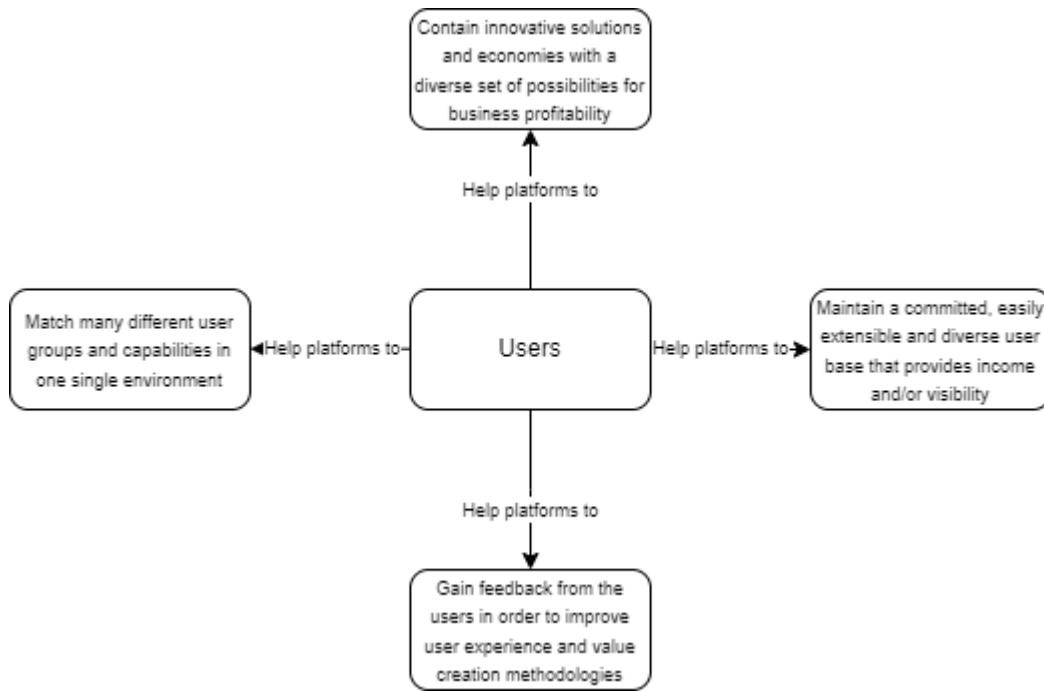 Contain innovative solutions
and economies with a
diverse set of possibilities for
business profitability
Help platforms to
Match many different user
groups and capabilities in
one single environment
Help platforms to
Users
Help platforms to
Maintain a committed, easily
extensible and diverse user
base that provides income
and/or visibility
Help platforms to
Gain feedback from the
users in order to improve
user experience and value
creation methodologies